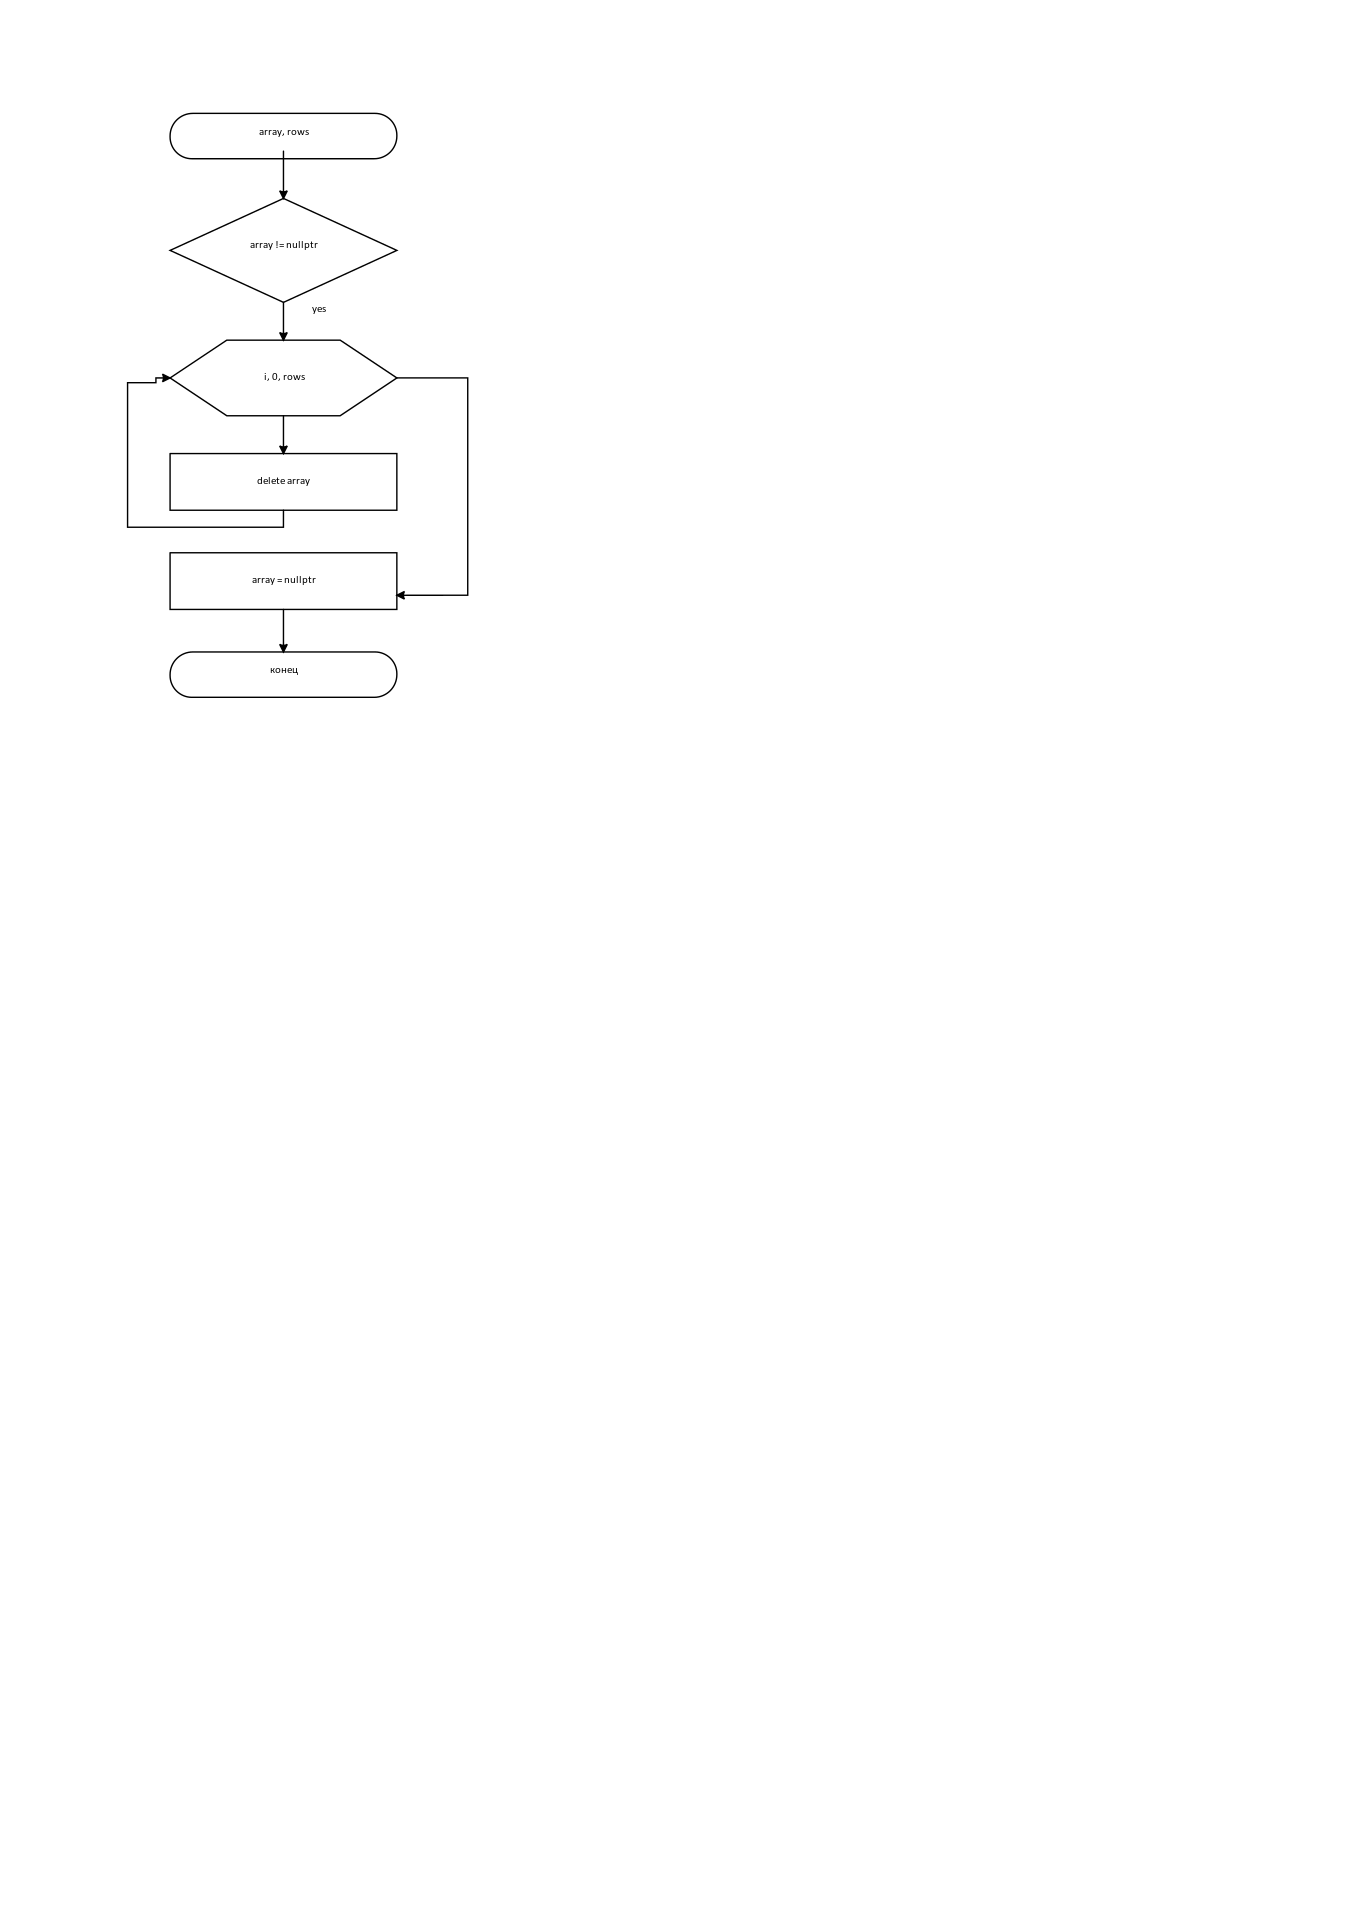 array, rows
array != nullptr
yes
i, 0, rows
delete array
array = nullptr
конец